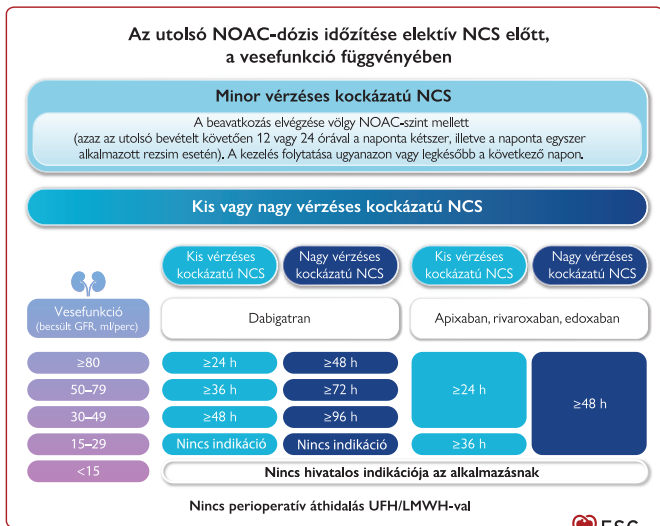 Az utolsó NOAC-dózis időzítése elektív NCS előtt,
a vesefunkció függvényében
Minor vérzéses kockázatú NCS
A beavatkozás elvégzése völgy NOAC-szint mellett
(azaz az utolsó bevételt követően 12 vagy 24 órával a naponta kétszer, illetve a naponta egyszer
alkalmazott rezsim esetén). A kezelés folytatása ugyanazon vagy legkésőbb a következő napon.
Kis vagy nagy vérzéses kockázatú NCS
Kis vérzéses
kockázatú NCS
Nagy vérzéses
kockázatú NCS
Kis vérzéses
kockázatú NCS
Nagy vérzéses
kockázatú NCS
Vesefunkció
(becsült GFR, ml/perc)
Dabigatran
Apixaban, rivaroxaban, edoxaban
≥80
≥24 h
≥48 h
50–79
≥36 h
≥72 h
≥24 h
≥48 h
30–49
≥48 h
≥96 h
15–29
Nincs indikáció
Nincs indikáció
≥36 h
<15
Nincs hivatalos indikációja az alkalmazásnak
Nincs perioperatív áthidalás UFH/LMWH-val
ESC